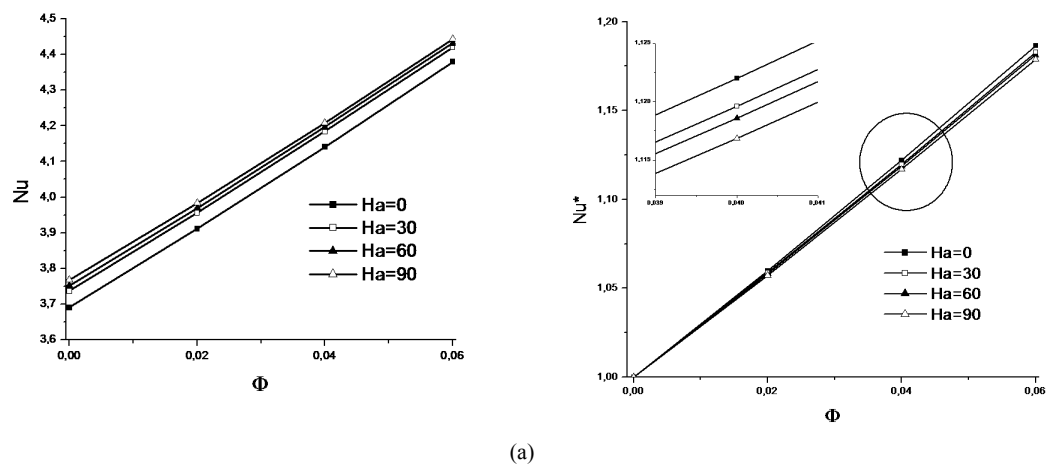 4,5
4,4
4,3
4,2
4,1
4,0
3,9
3,8
3,7
3,6
Nu
0,00
0,02
0,04
0,06
Φ
Ha=0
Ha=30
Ha=60
Ha=90
1,20
1,15
1,10
1,05
1,00
Nu*
0,00
0,02
0,04
0,06
Φ
1,125
1,120
1,115
0,039
0,040
0,041
Ha=0
Ha=30
Ha=60
Ha=90
(a)